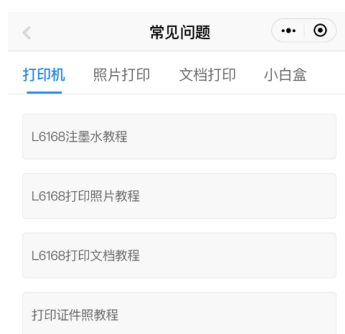 常见问题
打印机 照片打印 文档打印 小白盒
L6168注墨水教程
L6168打印照片教程
L6168打印文档教程
打印证件照教程